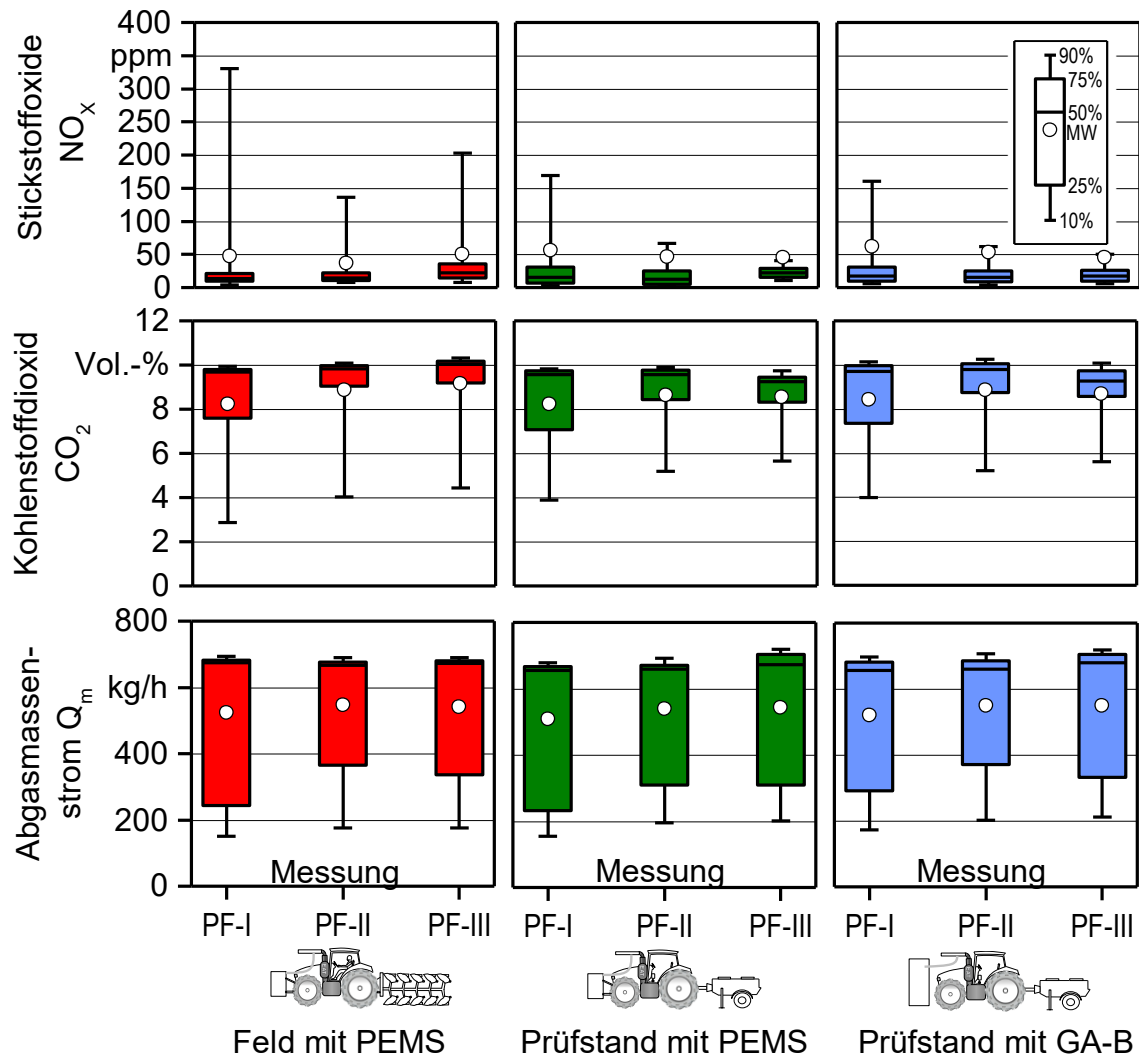 Stickstoffoxide
NOX
400
ppm
300
250
200
150
100
50
0
90%
75%
50%
MW
25%
10%
Kohlenstoffdioxid
CO2
12
Vol.-%
8
6
4
2
0
Abgasmassen-
strom Qm
800
kg/h
400
200
0
Messung Messung Messung
PF-I PF-II PF-III PF-I PF-II PF-III PF-I PF-II PF-III
Feld mit PEMS Prüfstand mit PEMS Prüfstand mit GA-B